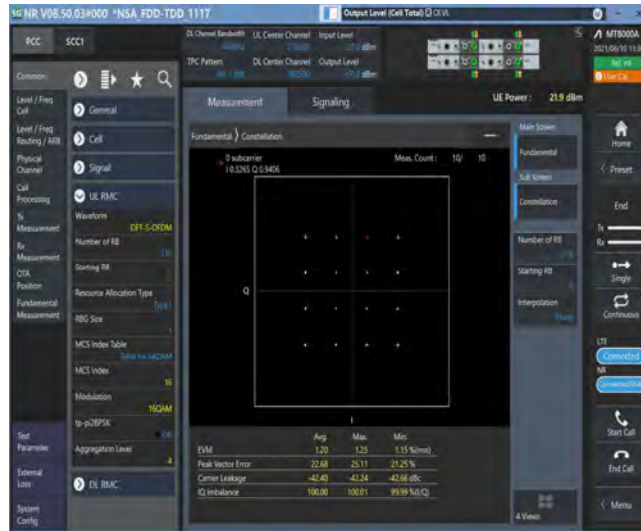 5G NR V08.50.03#000 *NSA_FDD-TDD_1117
Output Level (Cell Total)
PCC
SCC1
DL Channel Bandwidth
UL Center Channel
Input Level
TPC Pattern
DL Center Channel
Output Level
MT8000A
Common
General
Level / Freq
Cell
Level / Freq
Routing / ARB
Cell
Physical
Channel
Signal
Call
Processing
UL RMC
Tx
Measurement
Rx
Measurement
OTA
Position
Fundamental
Measurement
Waveform
DFT-S-OFDM
Number of RB
Starting RB
Resource Allocation Type
RBG Size
1
MCS Index Table
MCS Index
16
Modulation
16QAM
tp-pi2BPSK
Aggregation Level
4
DL RMC
Test
Parameter
External
Loss
System
Config
Measurement
Signaling
UE Power : 21.9 dBm
Fundamental
Constellation
0 subcarrier
I 0.3265 Q 0.9406
Meas. Count : 10/ 10
Q
I
Avg.
Max.
Min.
EVM
1.20
1.23
1.15 %(rms)
Peak Vector Error
22.68
25.11
21.25 %
Carrier Leakage
-42.40
-42.24
-42.66 dBc
IQ Imbalance
100.00
100.01
99.99 %(I/Q)
Main Screen
Fundamental
Sub Screen
Constellation
Number of RB
Starting RB
Interpolation
4 Views
Home
Preset
End
Tx
Rx
Single
Continuous
LTE
Connected
NR
Start Call
End Call
Menu